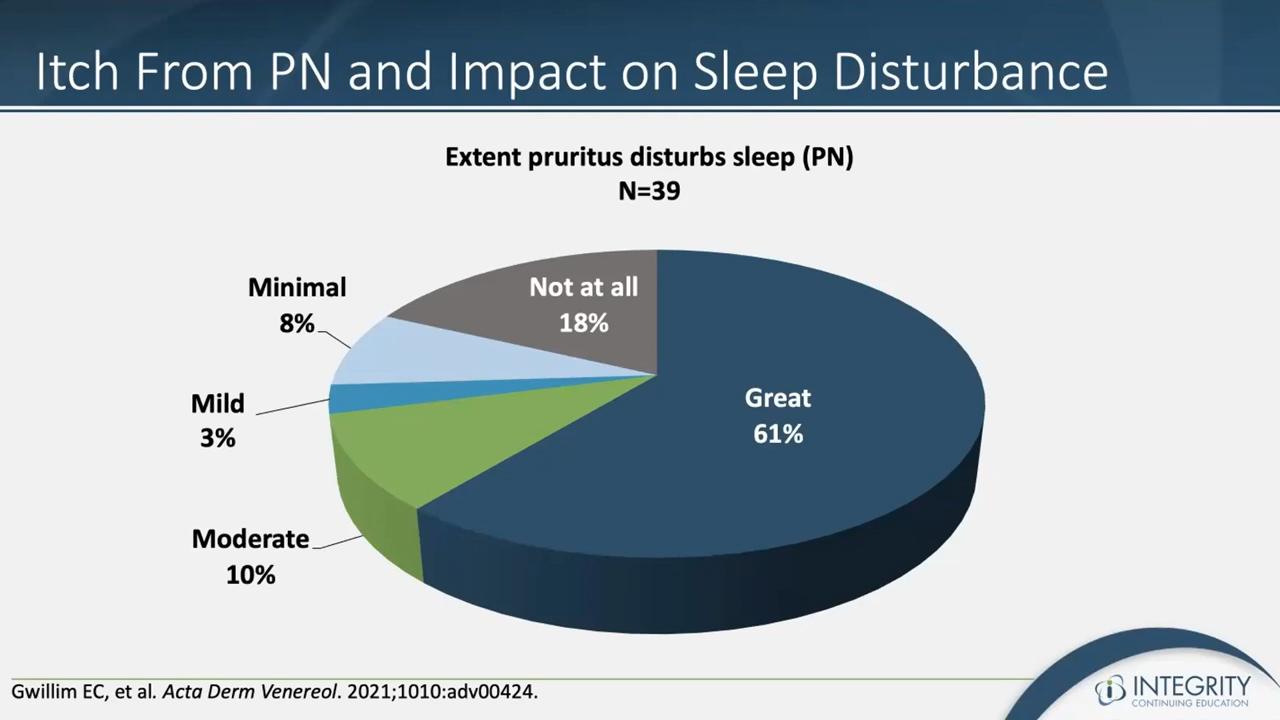 Itch From PN and Impact on Sleep Disturbance
Extent pruritus disturbs sleep (PN)
N=39
Minimal
8%
Not at all
18%
Mild
3%
Great
61%
Moderate
10%
Gwillim EC, et al. Acta Derm Venereol. 2021;1010:adv00424.
INTEGRITY
CONTINUING EDUCATION